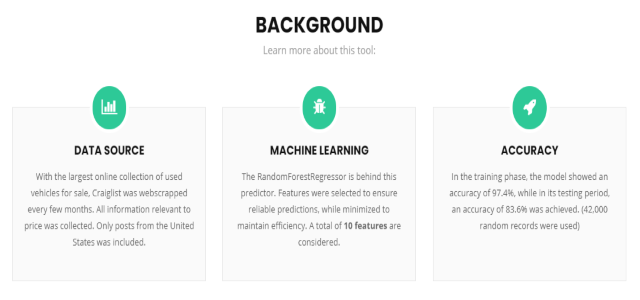 BACKGROUND
Learn more about this tool:
DATA SOURCE
With the largest online collection of used
vehicles for sale, Craiglist was webscrapped
every few months. All information relevant to
price was collected. Only posts from the United
States was included.
MACHINE LEARNING
The RandomForestRegressor is behind this
predictor. Features were selected to ensure
reliable predictions, while minimized to
maintain efficiency. A total of 10 features are
considered.
ACCURACY
In the training phase, the model showed an
accuracy of 97.4%, while in its testing period,
an accuracy of 83.6% was achieved. (42,000
random records were used)